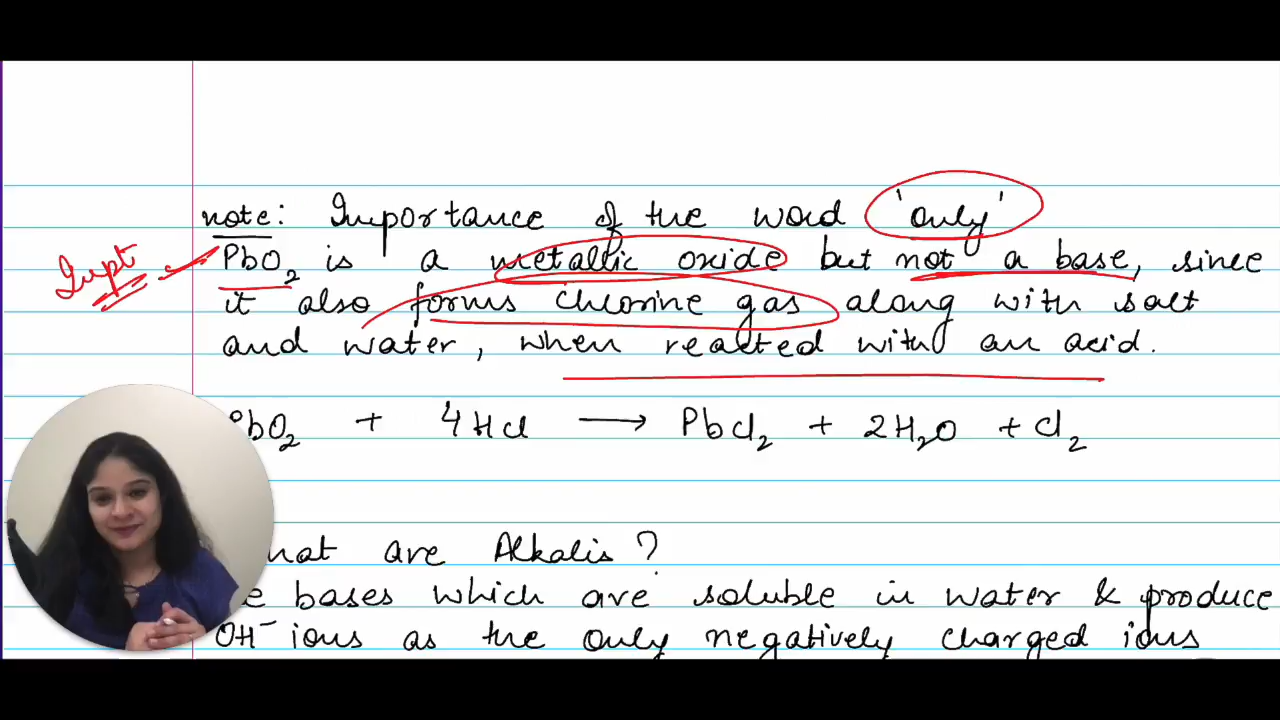 note: Importance of the word 'only'
Impt PbO₂ is a metallic oxide but not a base, since
it also forms chlorine gas along with salt
and water, when reacted with an acid.
PbO₂ + 4HCl → PbCl₂ + 2H₂O + Cl₂
are Alkalis?
bases which are soluble in water & produce
OH⁻ ions as the only negatively charged ions